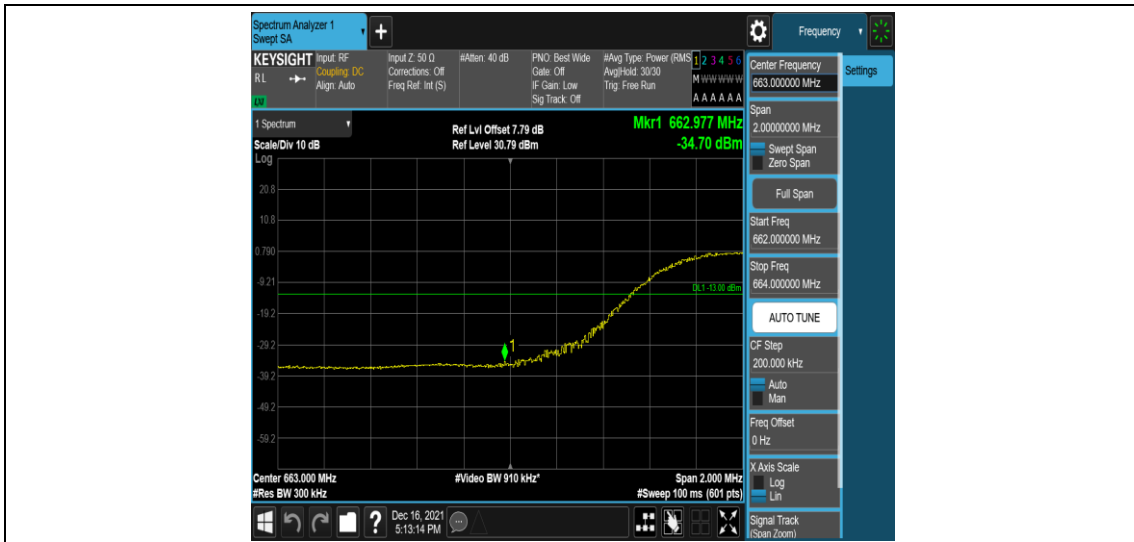 Spectrum Analyzer 1
Swept SA
+
Frequency
KEYSIGHT
RL
LXI
Input: RF
Coupling: DC
Align: Auto
Input Z: 50 Ω
Corrections: Off
Freq Ref: Int (S)
#Atten: 40 dB
PNO: Best Wide
Gate: Off
IF Gain: Low
Sig Track: Off
#Avg Type: Power (RMS
Avg|Hold: 30/30
Trig: Free Run
1 2 3 4 5 6
M W W W W W
A A A A A A
1 Spectrum
Scale/Div 10 dB
Log
Ref Lvl Offset 7.79 dB
Ref Level 30.79 dBm
Mkr1 662.977 MHz
-34.70 dBm
20.8
10.8
0.790
-9.21
-19.2
-29.2
-39.2
-49.2
-59.2
DL1 -13.00 dBm
1
Center 663.000 MHz
#Res BW 300 kHz
#Video BW 910 kHz*
Span 2.000 MHz
#Sweep 100 ms (601 pts)
Center Frequency
663.000000 MHz
Settings
Span
2.00000000 MHz
Swept Span
Zero Span
Full Span
Start Freq
662.000000 MHz
Stop Freq
664.000000 MHz
AUTO TUNE
CF Step
200.000 kHz
Auto
Man
Freq Offset
0 Hz
X Axis Scale
Log
Lin
Signal Track
(Span Zoom)
?
Dec 16, 2021
5:13:14 PM